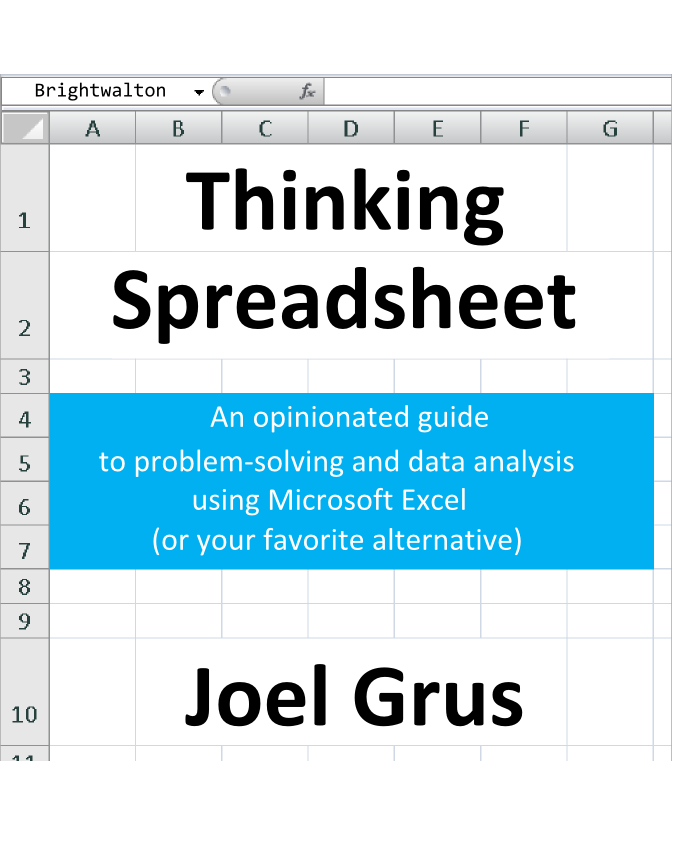 Brightwalton fx
A B C D E F G
1 Thinking
2 Spreadsheet
3
4 An opinionated guide
5 to problem-solving and data analysis
6 using Microsoft Excel
7 (or your favorite alternative)
8
9
10 Joel Grus
11